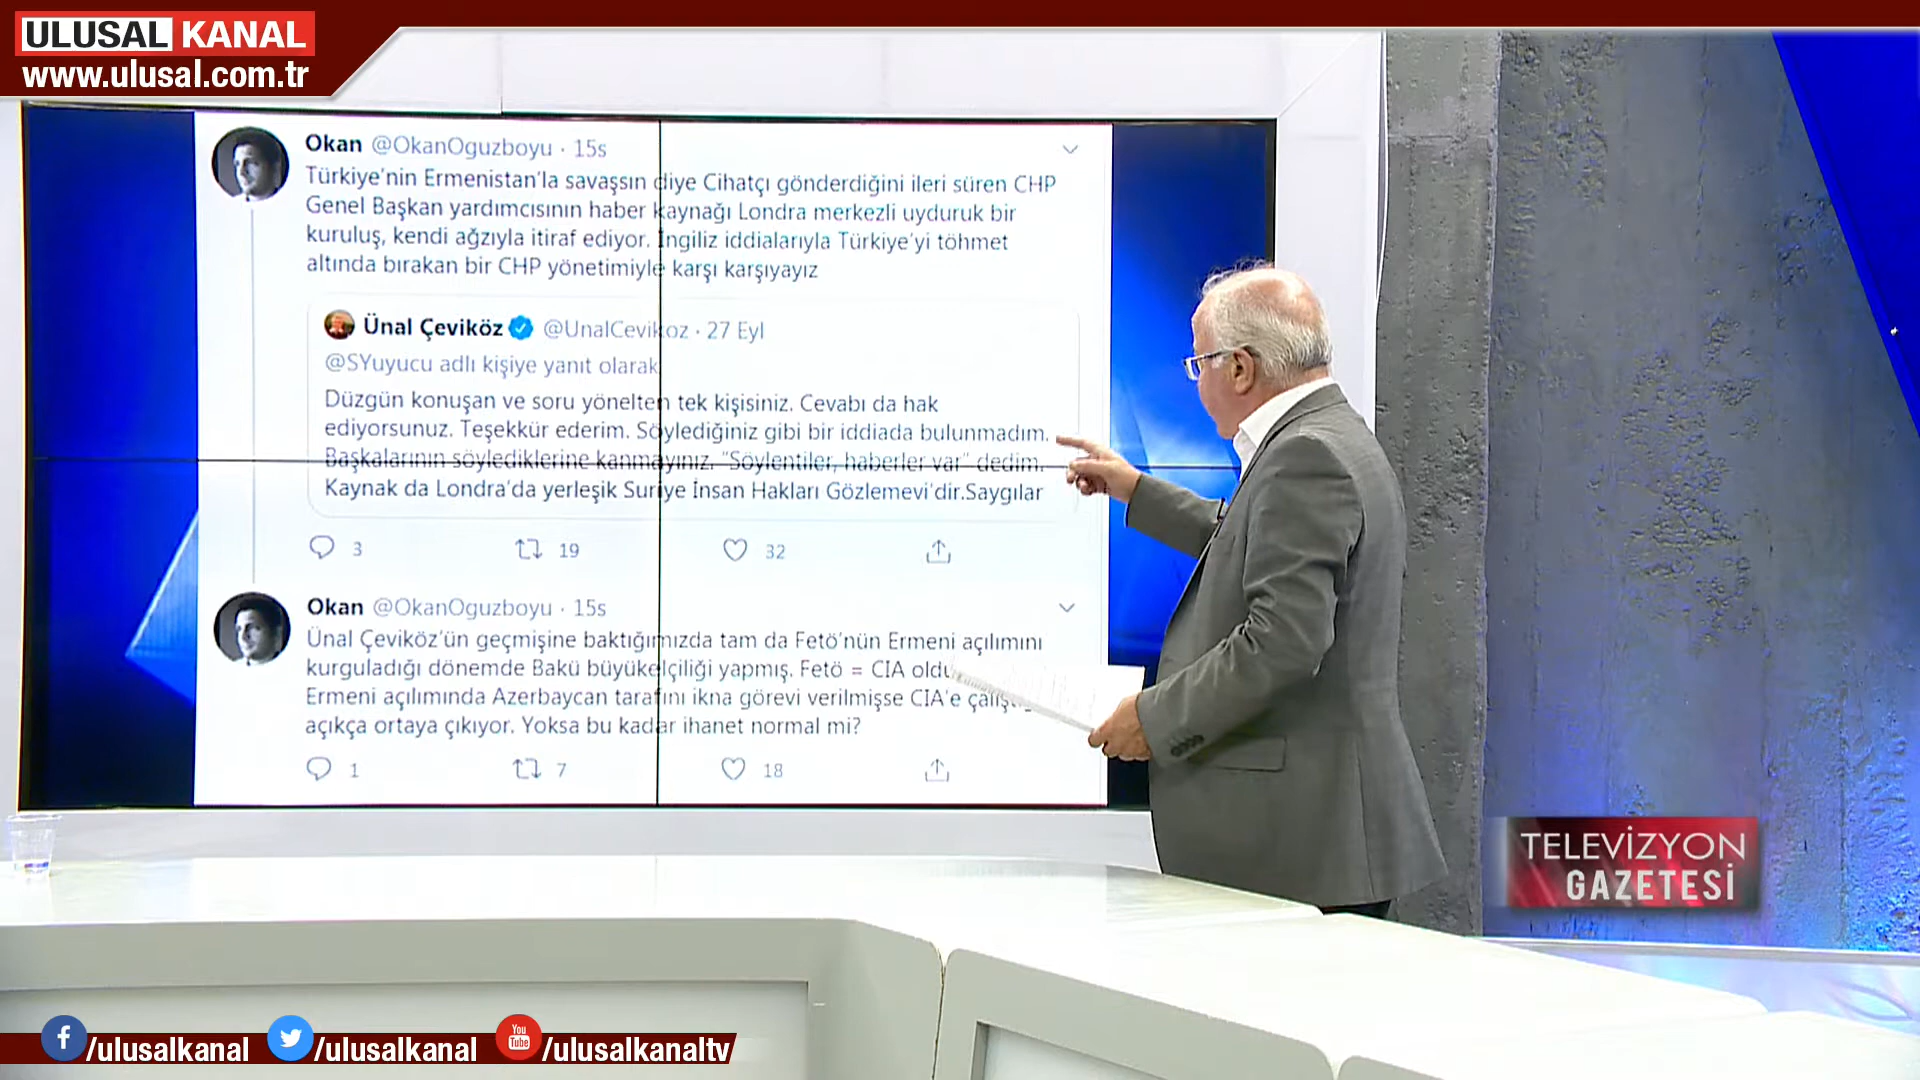 ULUSAL KANAL
www.ulusal.com.tr
Okan @OkanOguzboyu · 15s
Türkiye'nin Ermenistan'la savaşsın diye Cihatçı gönderdiğini ileri süren CHP
Genel Başkan yardımcısının haber kaynağı Londra merkezli uyduruk bir
kuruluş, kendi ağzıyla itiraf ediyor. İngiliz iddialarıyla Türkiye'yi töhmet
altında bırakan bir CHP yönetimiyle karşı karşıyayız
Ünal Çeviköz @UnalCevikoz · 27 Eyl
@SYuyucu adlı kişiye yanıt olarak
Düzgün konuşan ve soru yönelten tek kişisiniz. Cevabı da hak
ediyorsunuz. Teşekkür ederim. Söylediğiniz gibi bir iddiada bulunmadım.
Başkalarının söylediklerine kanmayınız. "Söylentiler, haberler var" dedim.
Kaynak da Londra'da yerleşik Suriye İnsan Hakları Gözlemevi'dir.Saygılar
3 19 32
Okan @OkanOguzboyu · 15s
Ünal Çeviköz'ün geçmişine baktığımızda tam da Fetö'nün Ermeni açılımını
kurguladığı dönemde Bakü büyükelçiliği yapmış. Fetö = CIA
Ermeni açılımında Azerbaycan tarafını ikna görevi verilmişse CIA'e
açıkça ortaya çıkıyor. Yoksa bu kadar ihanet normal mi?
1 7 18
TELEVİZYON
GAZETESİ
/ulusalkanal /ulusalkanal You Tube /ulusalkanaltv